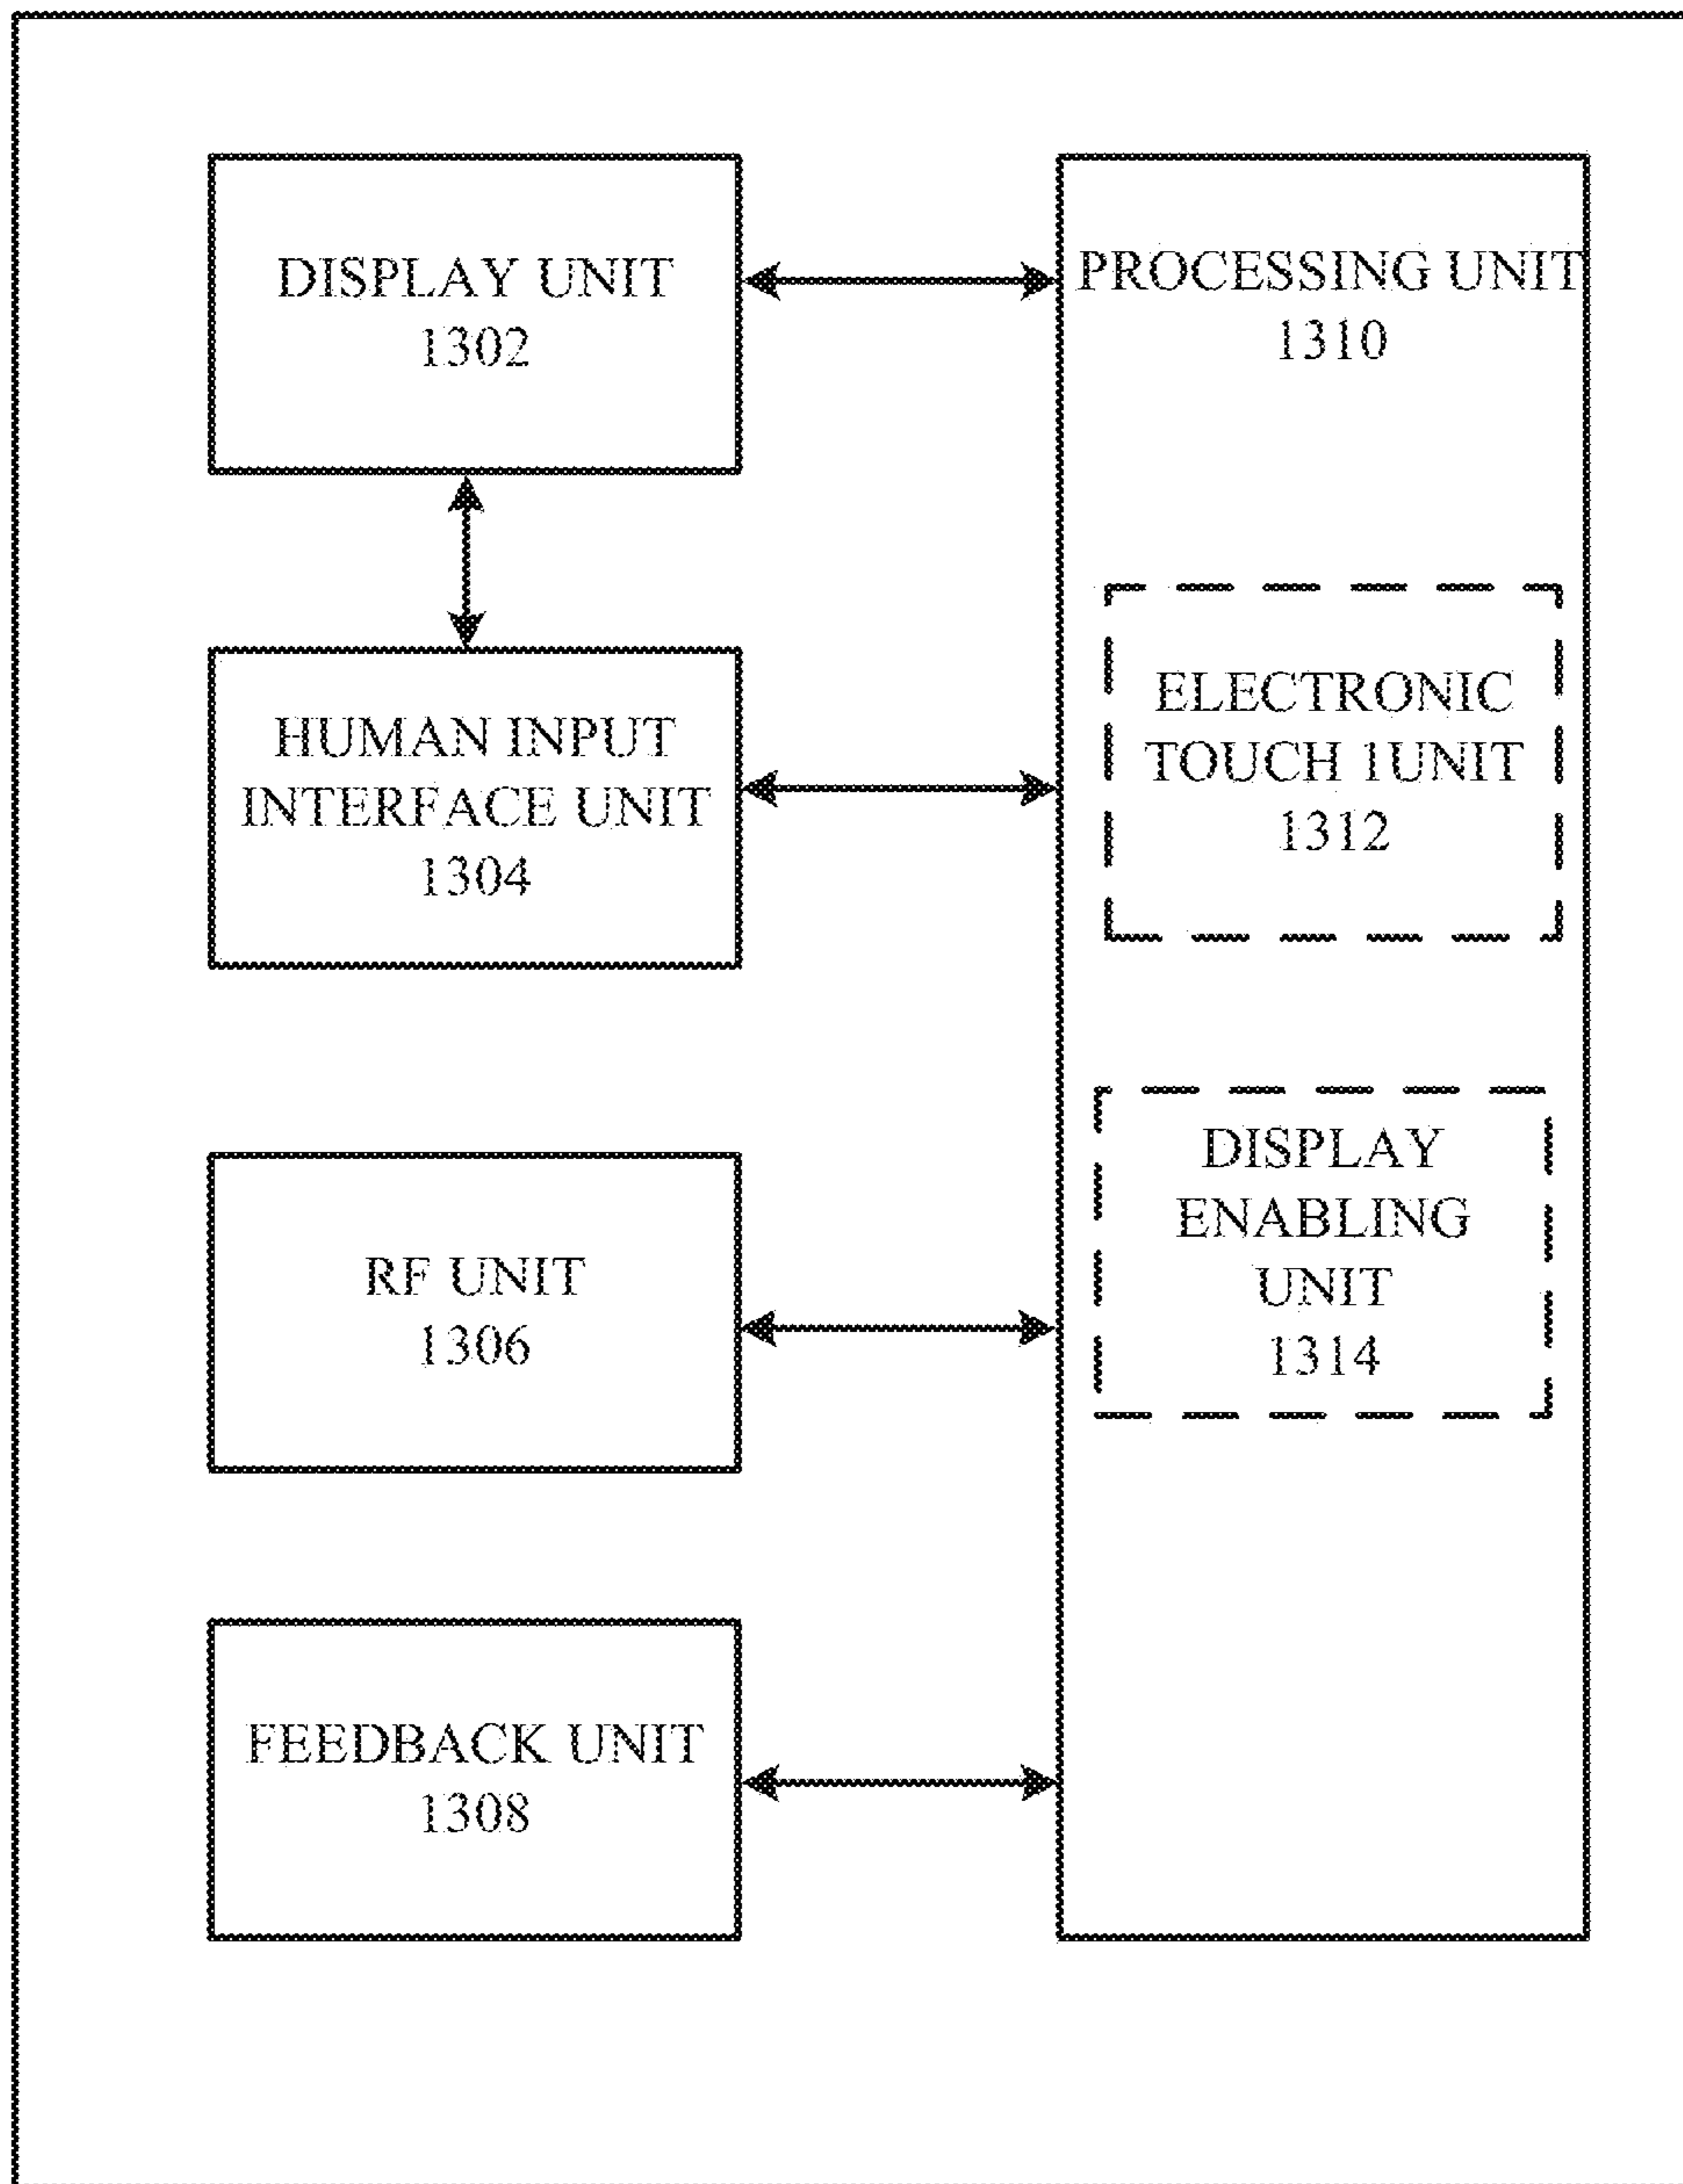 DISPLAY UNIT
1302
PROCESSING UNIT
1310
HUMAN INPUT
INTERFACE UNIT
1304
ELECTRONIC
TOUCH 1UNIT
1312
RF UNIT
1306
DISPLAY
ENABLING
UNIT
1314
FEEDBACK UNIT
1308